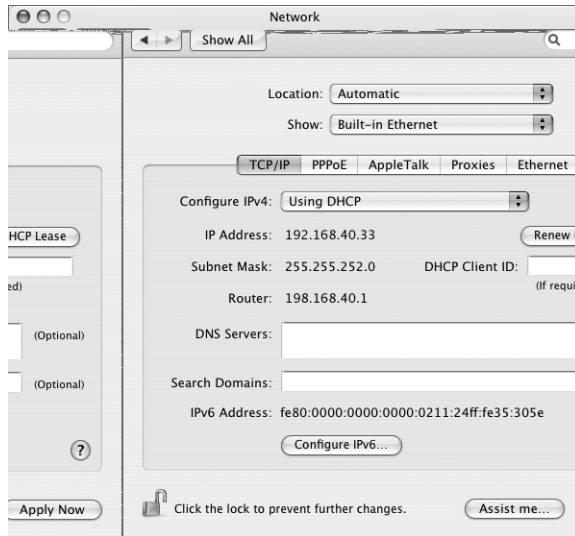 Network
Show All
Location: Automatic
Show: Built-in Ethernet
TCP/IP PPPoE AppleTalk Proxies Ethernet
Configure IPv4: Using DHCP
HCP Lease
IP Address: 192.168.40.33
Renew
Subnet Mask: 255.255.252.0
DHCP Client ID:
ed)
(If requi
Router: 198.168.40.1
(Optional)
DNS Servers:
(Optional)
Search Domains:
IPv6 Address: fe80:0000:0000:0000:0211:24ff:fe35:305e
?
Configure IPv6...
Apply Now
Click the lock to prevent further changes.
Assist me...